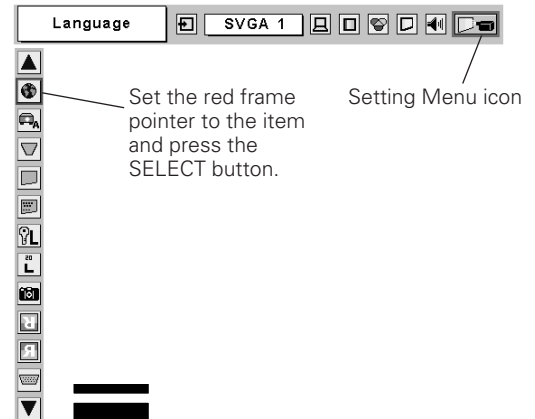 Language
SVGA 1
Set the red frame
pointer to the item
and press the
SELECT button.
Setting Menu icon
A
L
20
L
R
R